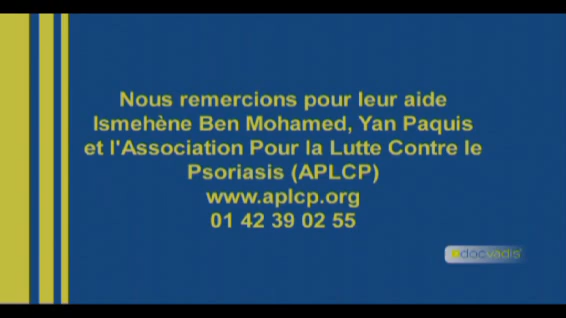 Nous remercions pour leur aide
Ismehène Ben Mohamed, Yan Paquis
et l'Association Pour la Lutte Contre le
Psoriasis (APLCP)
www.aplcp.org
01 42 39 02 55
docvadis